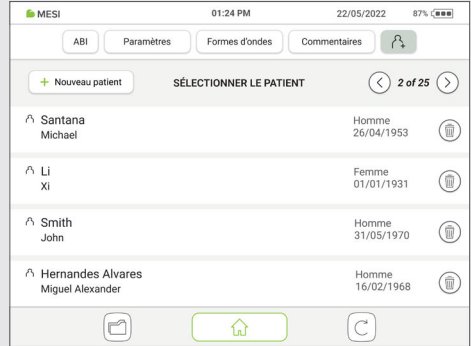 MESI 01:24 PM 22/05/2022 87%
ABI Paramètres Formes d'ondes Commentaires
+ Nouveau patient SÉLECTIONNER LE PATIENT 2 of 25
Santana Homme
Michael 26/04/1953
Li Femme
Xi 01/01/1931
Smith Homme
John 31/05/1970
Hernandes Alvares Homme
Miguel Alexander 16/02/1968